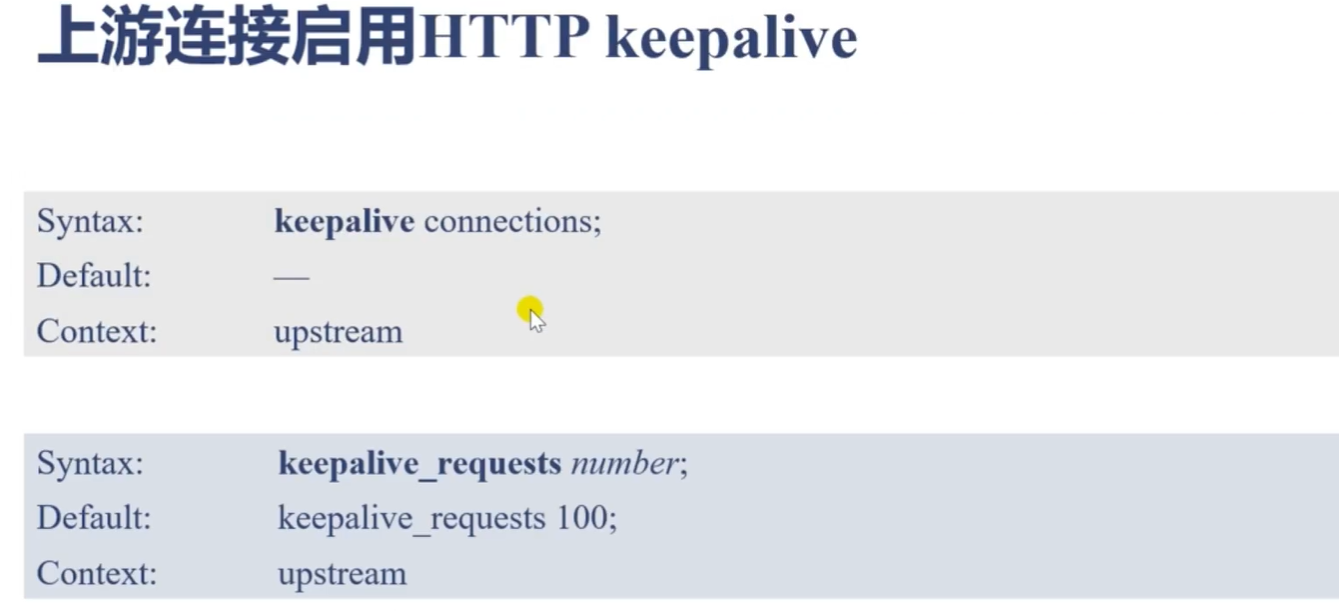 上游连接启用HTTP keepalive
Syntax: keepalive connections;
Default: —
Context: upstream
Syntax: keepalive_requests number;
Default: keepalive_requests 100;
Context: upstream